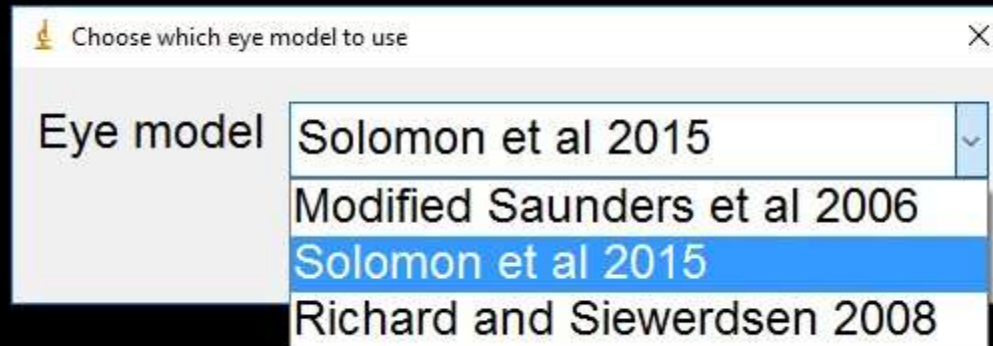 Choose which eye model to use
Eye model Solomon et al 2015
Modified Saunders et al 2006
Solomon et al 2015
Richard and Siewerdsen 2008